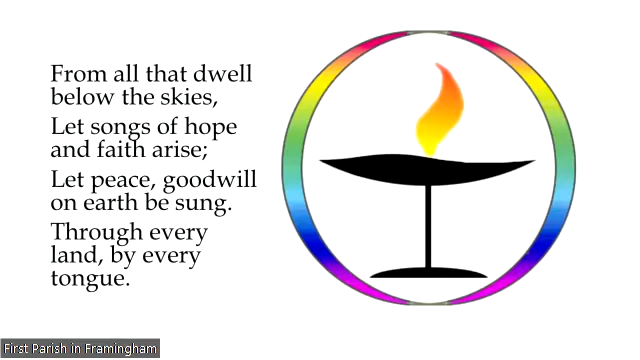 From all that dwell
below the skies,
Let songs of hope
and faith arise;
Let peace, goodwill
on earth be sung.
Through every
land, by every
tongue.
First Parish in Framingham